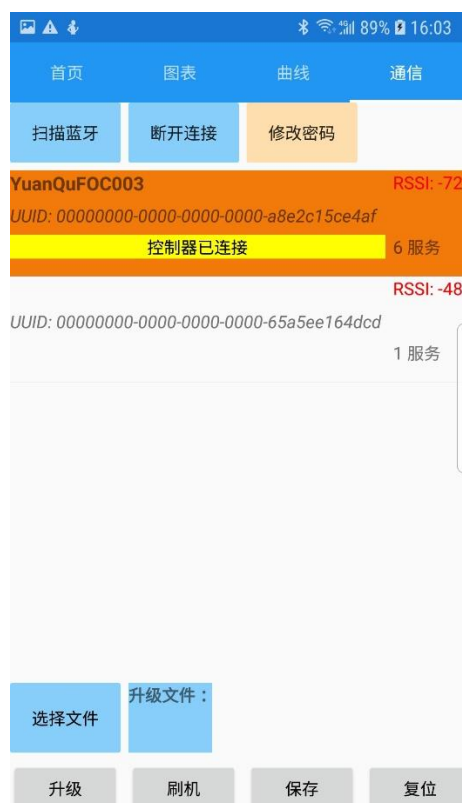 89% 16:03
首页 图表 曲线 通信
扫描蓝牙 断开连接 修改密码
YuanQuFOC003 RSSI: -72
UUID: 00000000-0000-0000-0000-a8e2c15ce4af
控制器已连接 6 服务
RSSI: -48
UUID: 00000000-0000-0000-0000-65a5ee164dcd
1 服务
选择文件 升级文件：
升级 刷机 保存 复位